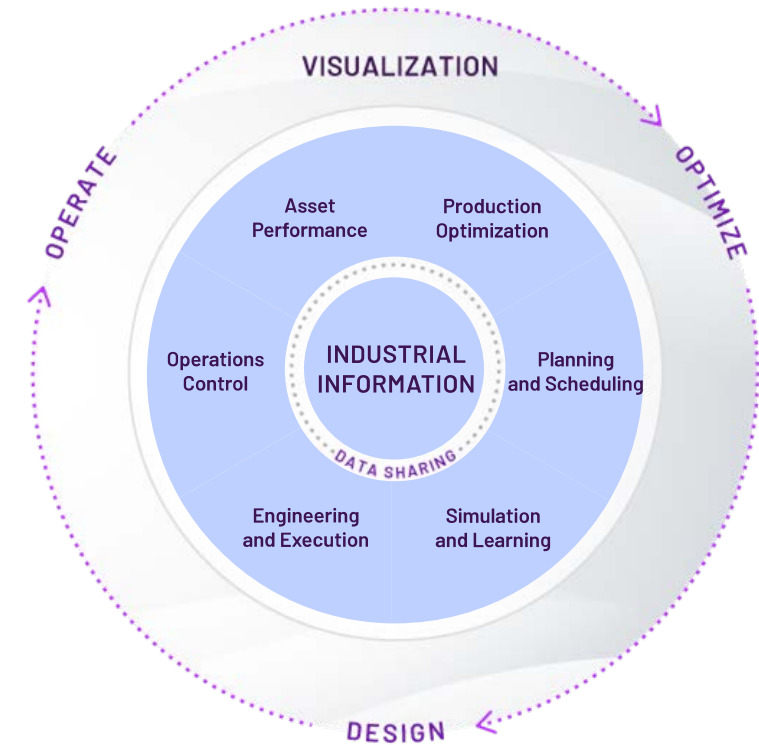 VISUALIZATION
OPERATE
OPTIMIZE
Asset
Performance
Production
Optimization
Operations
Control
INDUSTRIAL
INFORMATION
Planning
and Scheduling
DATA SHARING
Engineering
and Execution
Simulation
and Learning
DESIGN